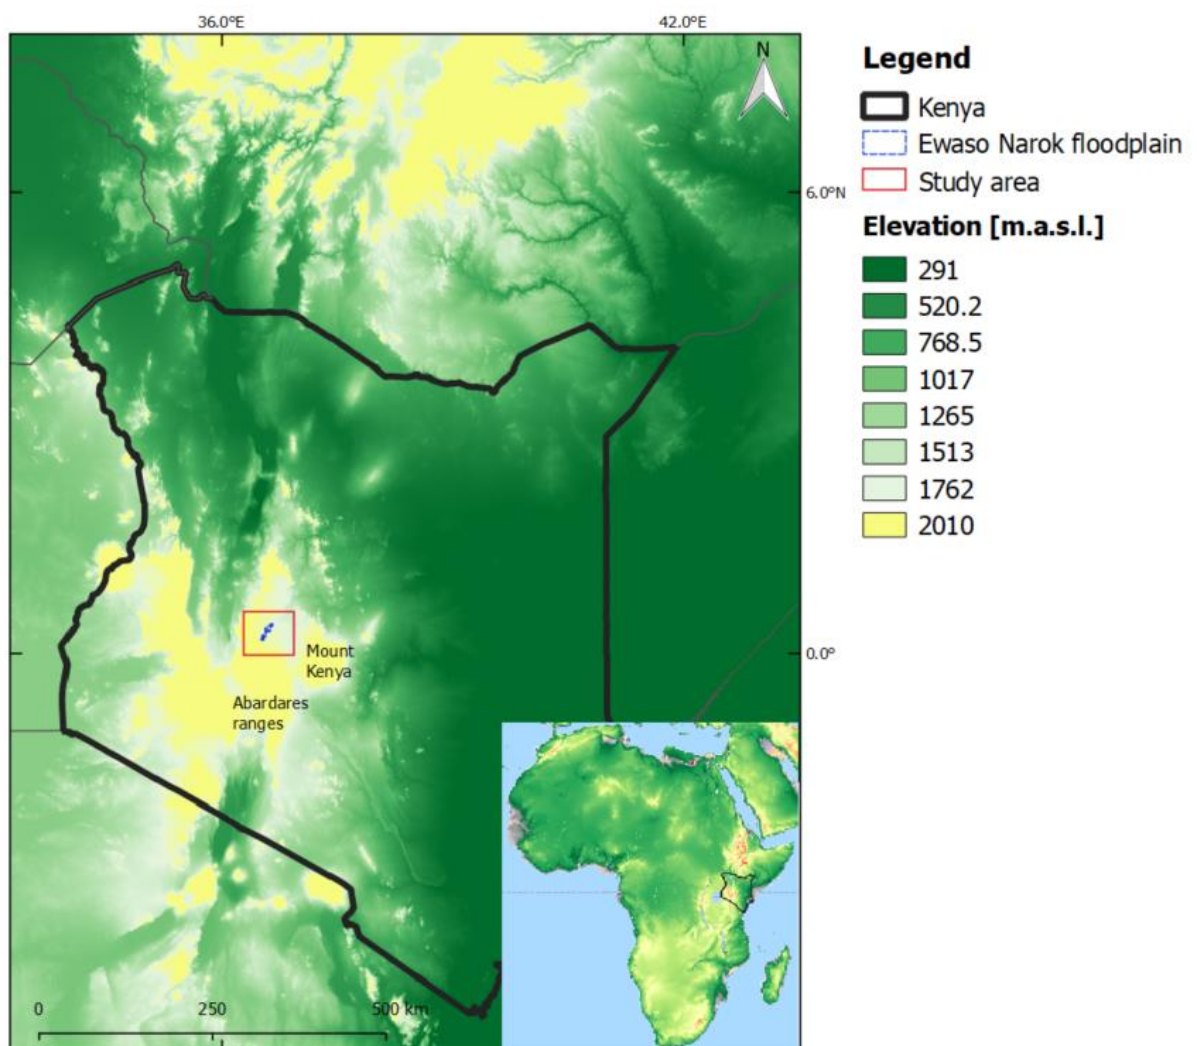 36.0°E
42.0°E
N
6.0°N
0.0°
Mount
Kenya
Abardares
ranges
0
250
500 km
Legend
Kenya
Ewaso Narok floodplain
Study area
Elevation [m.a.s.l.]
291
520.2
768.5
1017
1265
1513
1762
2010